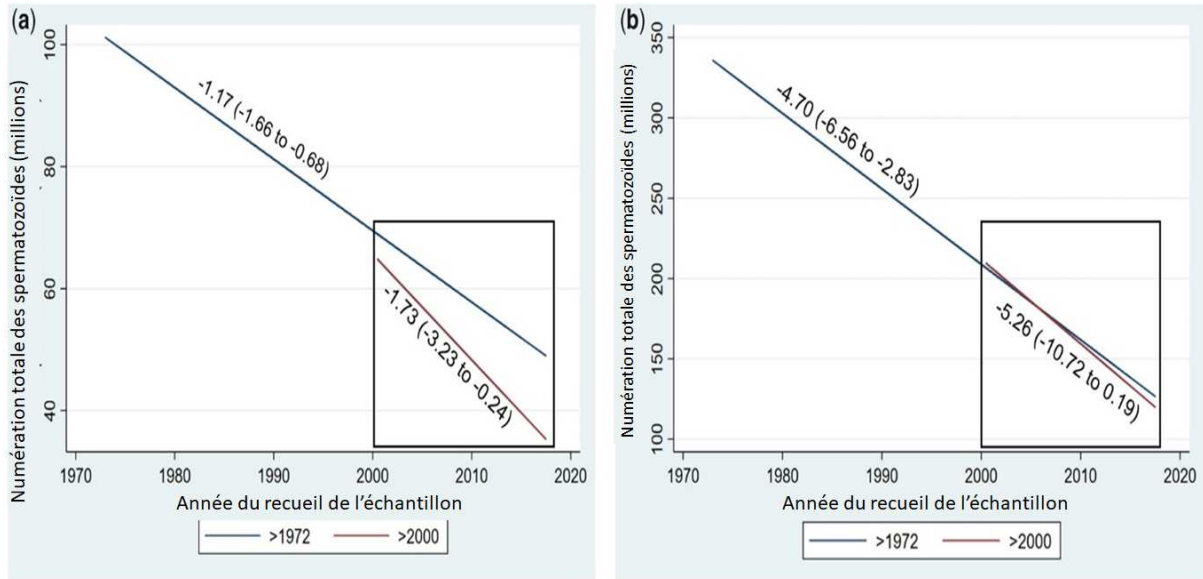 (a)
Numération totale des spermatozoïdes (millions)
100
80
60
40
-1.17 (-1.66 to -0.68)
-1.73 (-3.23 to -0.24)
1970 1980 1990 2000 2010 2020
Année du recueil de l'échantillon
>1972 >2000
(b)
Numération totale des spermatozoides (millions)
350
300
250
200
150
100
-4.70 (-6.56 to -2.83)
-5.26 (-10.72 to 0.19)
1970 1980 1990 2000 2010 2020
Année du recueil de l'échantillon
>1972 >2000